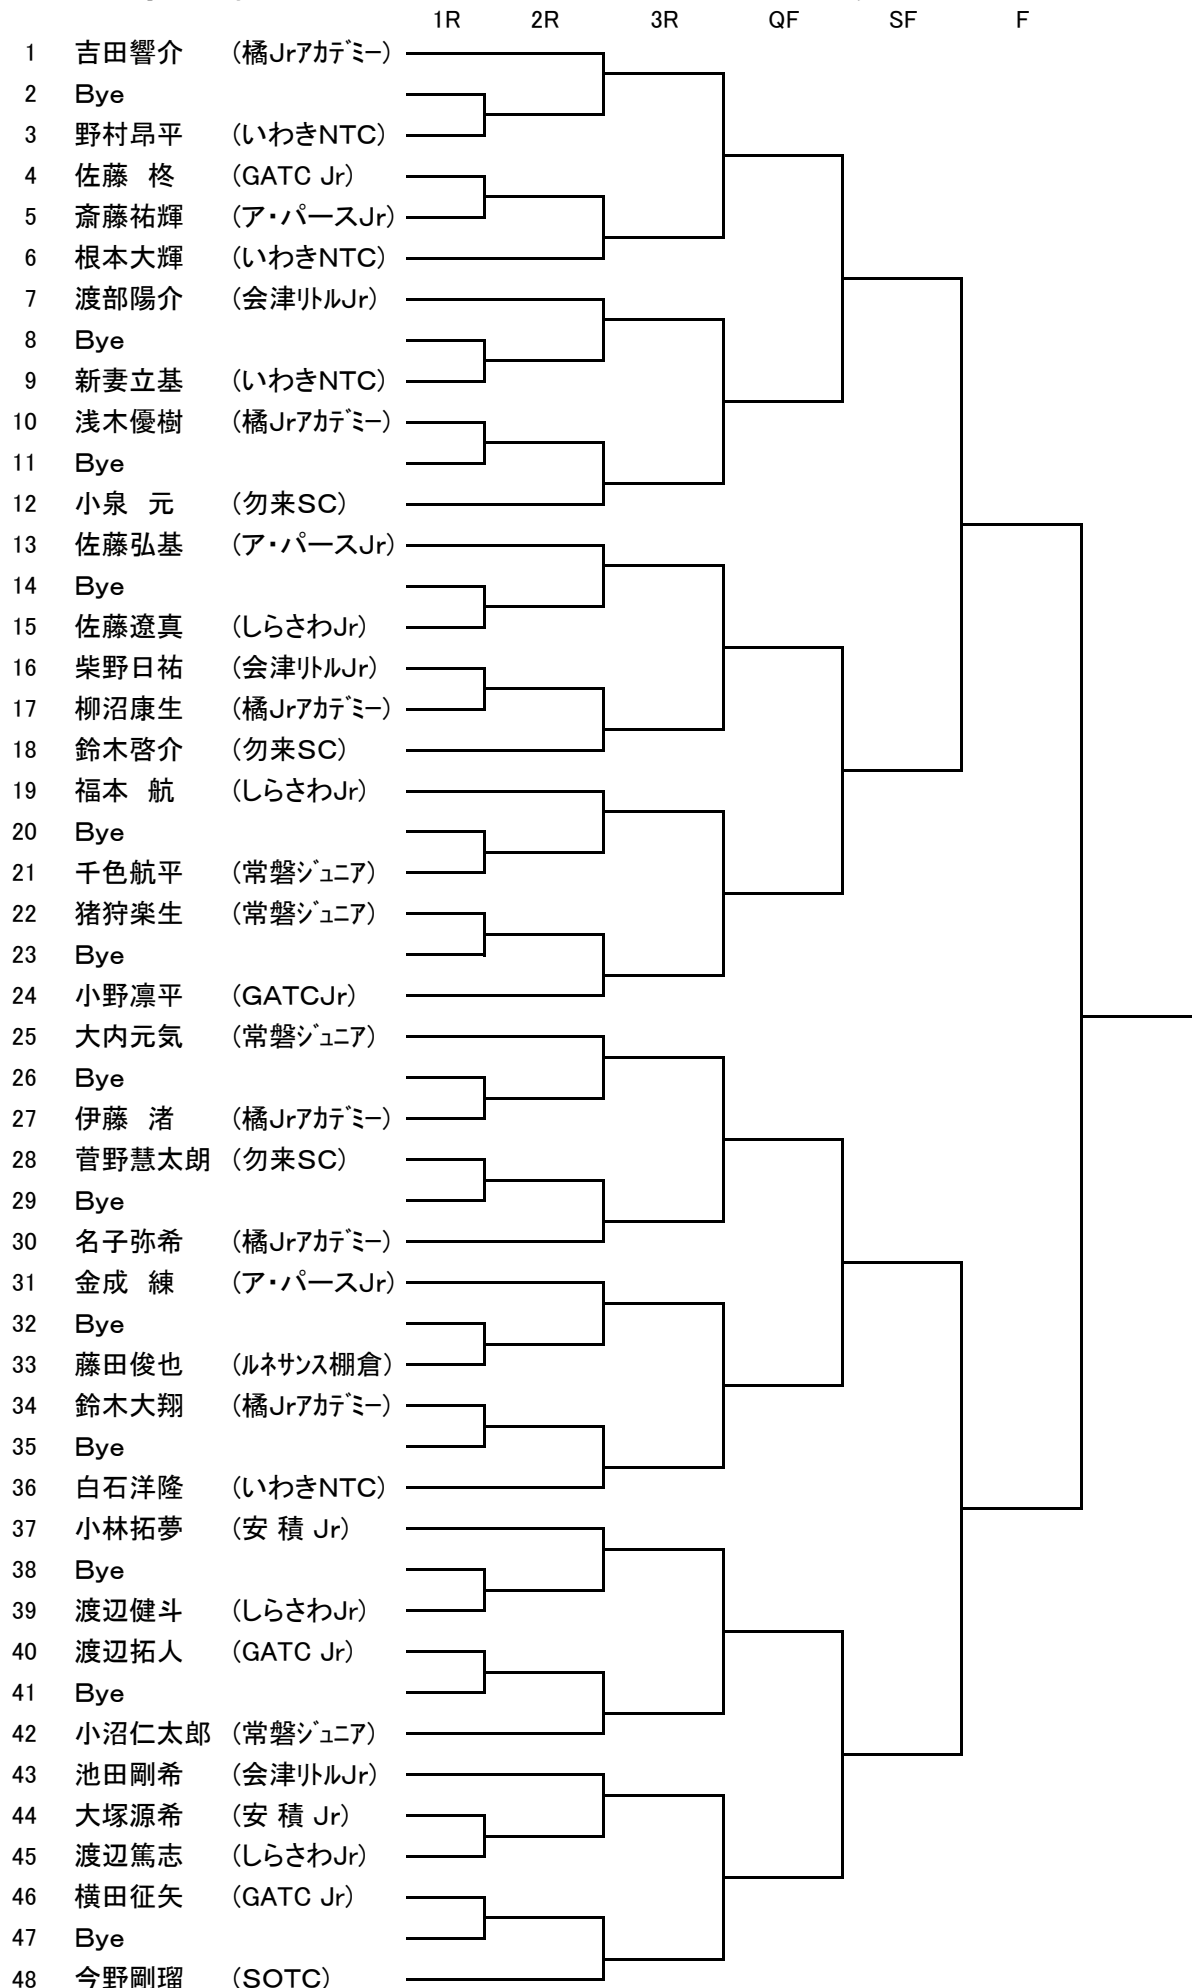 1R 2R 3R QF SF F
1 吉田響介 (橘Jrｱｶﾃﾞﾐｰ)
2 Bye
3 野村昂平 (いわきNTC)
4 佐藤 柊 (GATC Jr)
5 斎藤祐輝 (ア・パースJr)
6 根本大輝 (いわきNTC)
7 渡部陽介 (会津ﾘﾄﾙJr)
8 Bye
9 新妻立基 (いわきNTC)
10 浅木優樹 (橘Jrｱｶﾃﾞﾐｰ)
11 Bye
12 小泉 元 (勿来SC)
13 佐藤弘基 (ア・パースJr)
14 Bye
15 佐藤遼真 (しらさわJr)
16 柴野日祐 (会津ﾘﾄﾙJr)
17 柳沼康生 (橘Jrｱｶﾃﾞﾐｰ)
18 鈴木啓介 (勿来SC)
19 福本 航 (しらさわJr)
20 Bye
21 千色航平 (常磐ｼﾞｭﾆｱ)
22 猪狩楽生 (常磐ｼﾞｭﾆｱ)
23 Bye
24 小野凛平 (GATCJr)
25 大内元気 (常磐ｼﾞｭﾆｱ)
26 Bye
27 伊藤 渚 (橘Jrｱｶﾃﾞﾐｰ)
28 菅野慧太朗 (勿来SC)
29 Bye
30 名子弥希 (橘Jrｱｶﾃﾞﾐｰ)
31 金成 練 (ア・パースJr)
32 Bye
33 藤田俊也 (ﾙﾈｻﾝｽ棚倉)
34 鈴木大翔 (橘Jrｱｶﾃﾞﾐｰ)
35 Bye
36 白石洋隆 (いわきNTC)
37 小林拓夢 (安 積 Jr)
38 Bye
39 渡辺健斗 (しらさわJr)
40 渡辺拓人 (GATC Jr)
41 Bye
42 小沼仁太郎 (常磐ｼﾞｭﾆｱ)
43 池田剛希 (会津ﾘﾄﾙJr)
44 大塚源希 (安 積 Jr)
45 渡辺篤志 (しらさわJr)
46 横田征矢 (GATC Jr)
47 Bye
48 今野剛瑠 (SOTC)